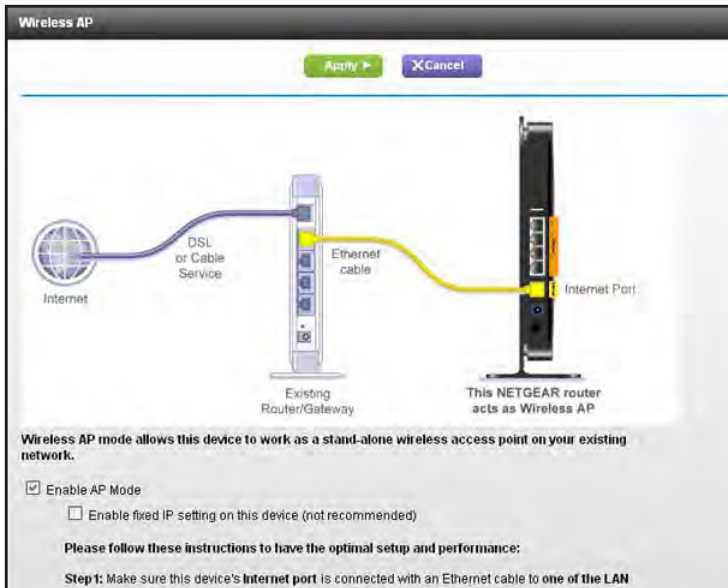 Wireless AP
Apply
X Cancel
DSL
or Cable
Service
Ethernet
cable
Internet
Internet Port
Existing
Router/Gateway
This NETGEAR router
acts as Wireless AP
Wireless AP mode allows this device to work as a stand-alone wireless access point on your existing
network.
Enable AP Mode
Enable fixed IP setting on this device (not recommended)
Please follow these instructions to have the optimal setup and performance:
Step1: Make sure this device's Internet port is connected with an Ethernet cable to one of the LAN